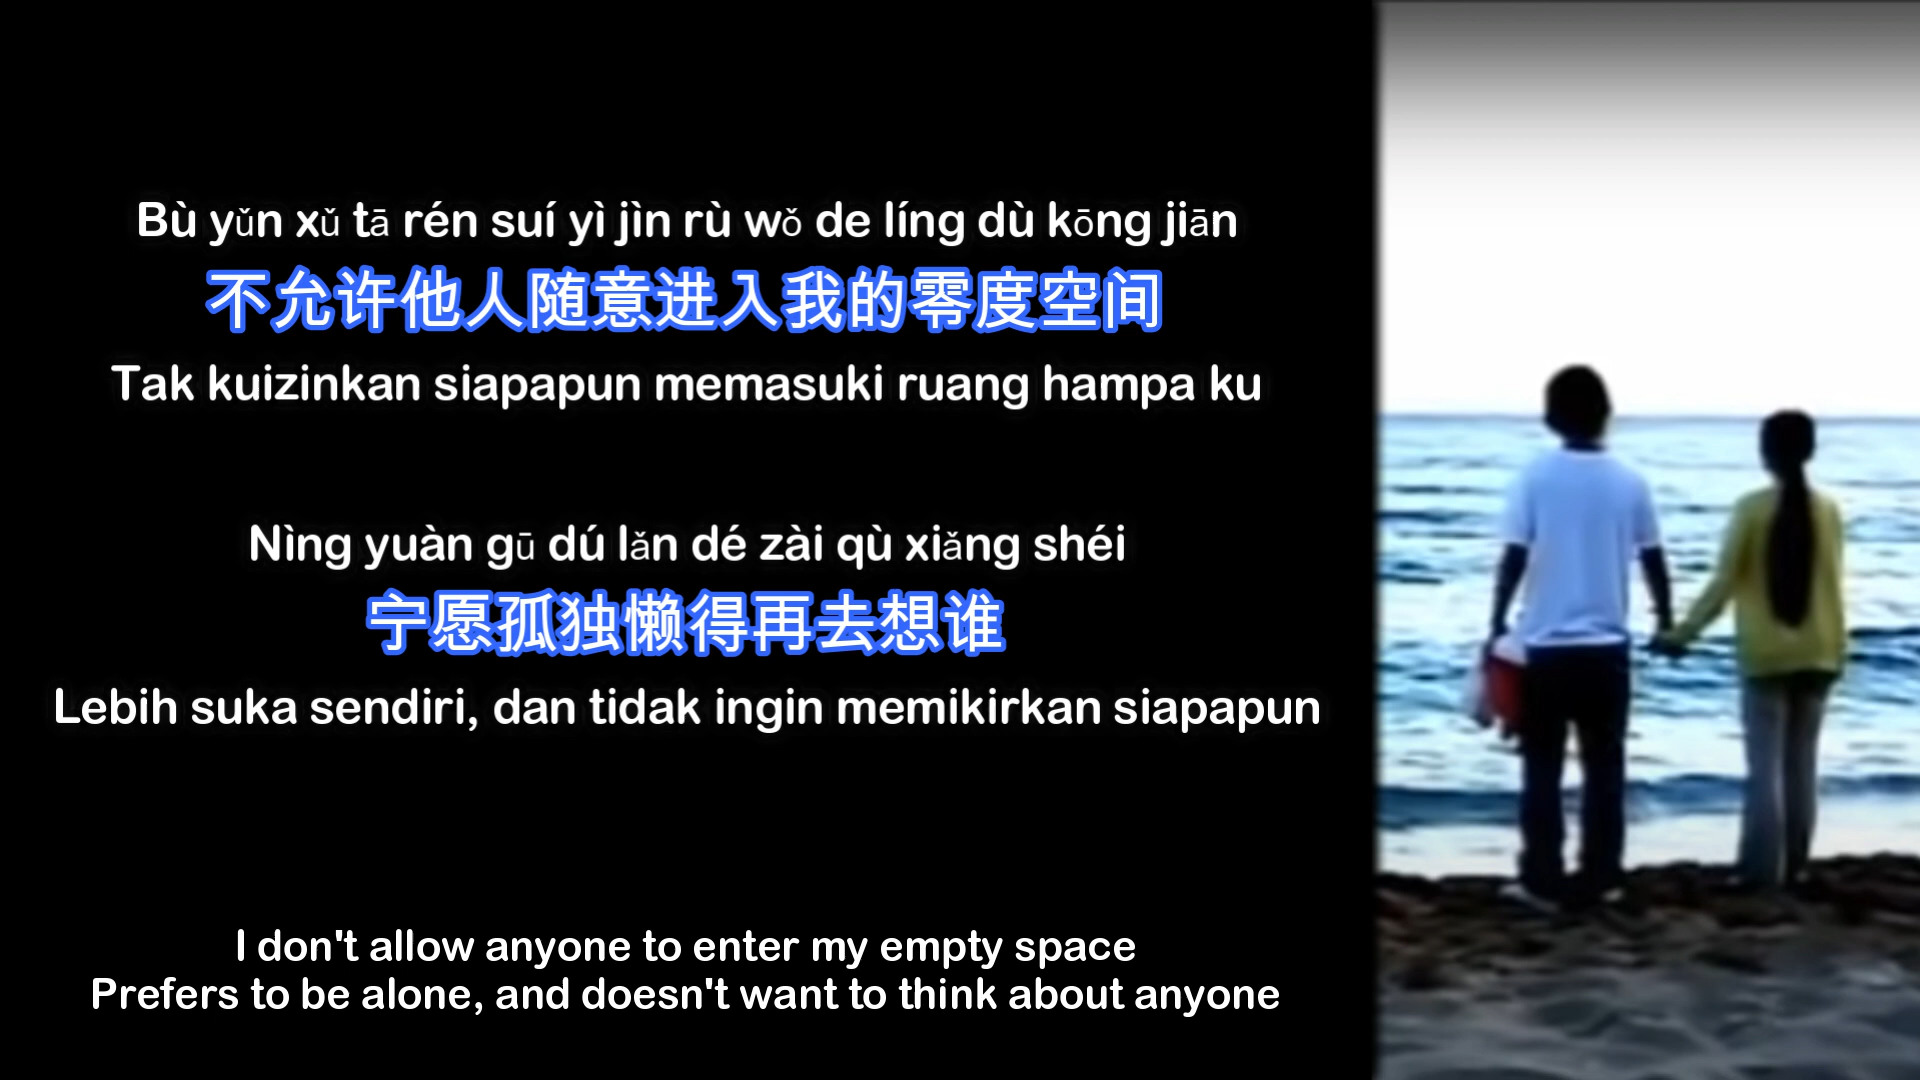 Bù yǔn xǔ tā rén suí yì jìn rù wǒ de líng dù kōng jiān
不允许他人随意进入我的零度空间
Tak kuizinkan siapapun memasuki ruang hampa ku
Nìng yuàn gū dú lǎn dé zài qù xiǎng shéi
宁愿孤独懒得再去想谁
Lebih suka sendiri, dan tidak ingin memikirkan siapapun
I don't allow anyone to enter my empty space
Prefers to be alone, and doesn't want to think about anyone